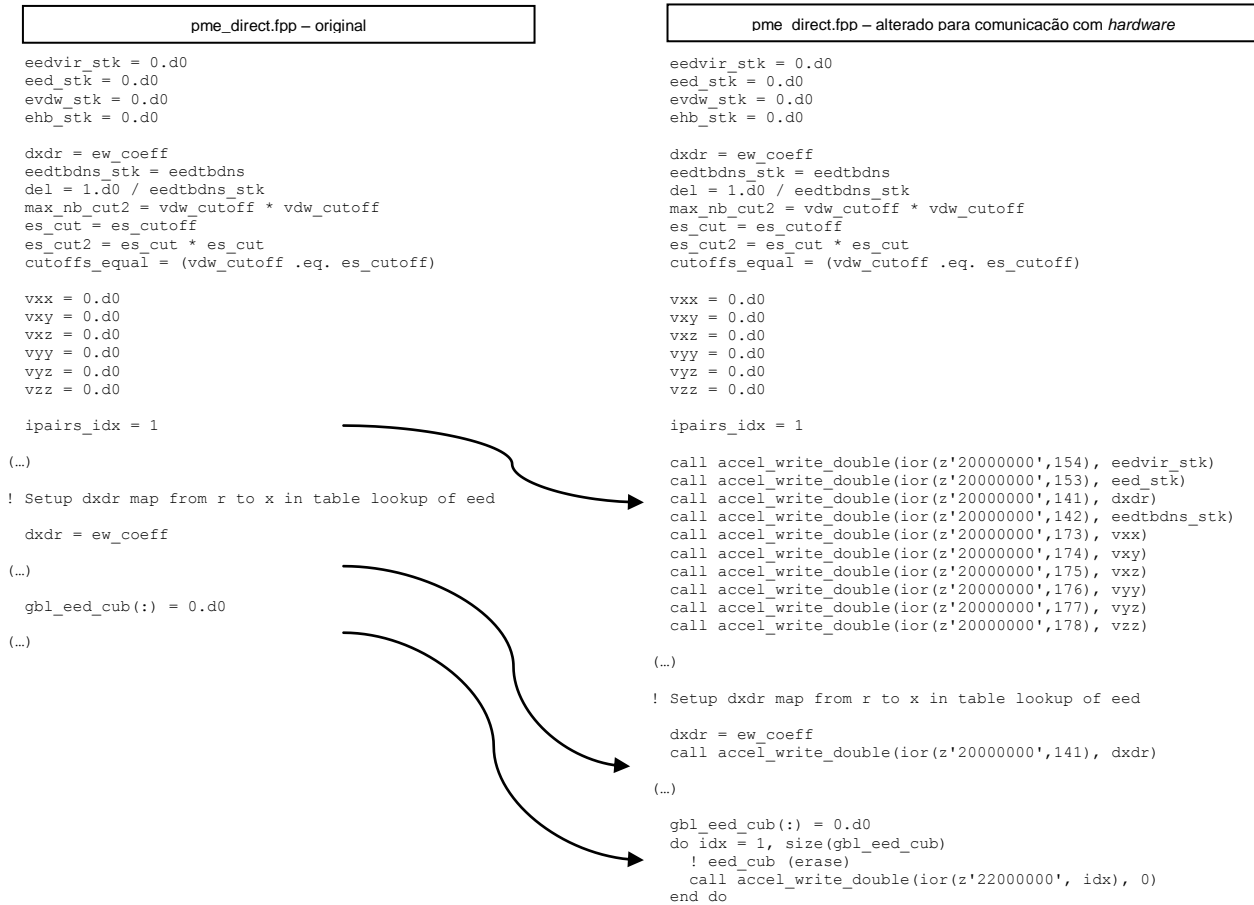 pme_direct.fpp – original
eedvir_stk = 0.d0
eed_stk = 0.d0
evdw_stk = 0.d0
ehb_stk = 0.d0
dxdr = ew_coeff
eedtbdns_stk = eedtbdns
del = 1.d0 / eedtbdns_stk
max_nb_cut2 = vdw_cutoff * vdw_cutoff
es_cut = es_cutoff
es_cut2 = es_cut * es_cut
cutoffs_equal = (vdw_cutoff .eq. es_cutoff)
vxx = 0.d0
vxy = 0.d0
vxz = 0.d0
vyy = 0.d0
vyz = 0.d0
vzz = 0.d0
ipairs_idx = 1
(…)
! Setup dxdr map from r to x in table lookup of eed
dxdr = ew_coeff
(…)
gbl_eed_cub(:) = 0.d0
(…)
pme_direct.fpp – alterado para comunicação com hardware
eedvir_stk = 0.d0
eed_stk = 0.d0
evdw_stk = 0.d0
ehb_stk = 0.d0
dxdr = ew_coeff
eedtbdns_stk = eedtbdns
del = 1.d0 / eedtbdns_stk
max_nb_cut2 = vdw_cutoff * vdw_cutoff
es_cut = es_cutoff
es_cut2 = es_cut * es_cut
cutoffs_equal = (vdw_cutoff .eq. es_cutoff)
vxx = 0.d0
vxy = 0.d0
vxz = 0.d0
vyy = 0.d0
vyz = 0.d0
vzz = 0.d0
ipairs_idx = 1
call accel_write_double(ior(z'20000000',154), eedvir_stk)
call accel_write_double(ior(z'20000000',153), eed_stk)
call accel_write_double(ior(z'20000000',141), dxdr)
call accel_write_double(ior(z'20000000',142), eedtbdns_stk)
call accel_write_double(ior(z'20000000',173), vxx)
call accel_write_double(ior(z'20000000',174), vxy)
call accel_write_double(ior(z'20000000',175), vxz)
call accel_write_double(ior(z'20000000',176), vyy)
call accel_write_double(ior(z'20000000',177), vyz)
call accel_write_double(ior(z'20000000',178), vzz)
(…)
! Setup dxdr map from r to x in table lookup of eed
dxdr = ew_coeff
call accel_write_double(ior(z'20000000',141), dxdr)
(…)
gbl_eed_cub(:) = 0.d0
do idx = 1, size(gbl_eed_cub)
! eed_cub (erase)
call accel_write_double(ior(z'22000000', idx), 0)
end do